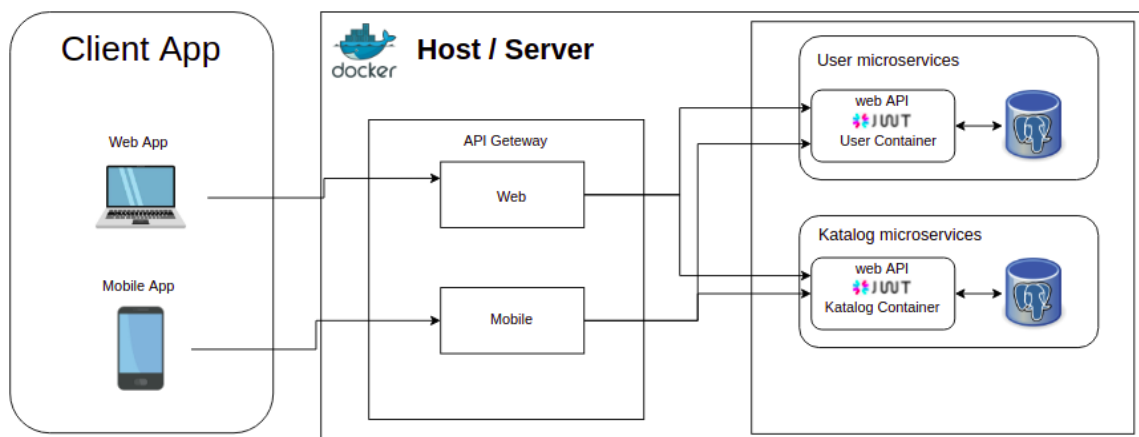 Client App
Web App
Mobile App
docker
Host / Server
API Geteway
Web
Mobile
User microservices
web API
JWT
User Container
Katalog microservices
web API
JWT
Katalog Container